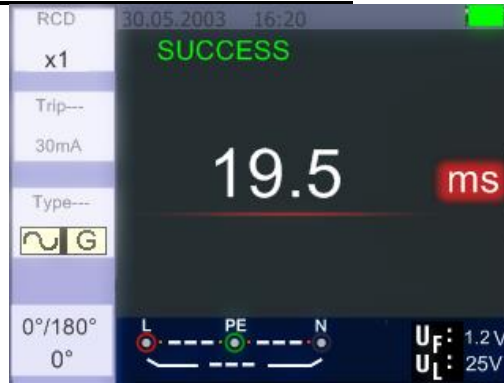 RCD
30.05.2003 16:20
x1
SUCCESS
Trip---
30mA
19.5
ms
Type---
G
0°/180°
0°
L PE N
UF: 1.2V
UL: 25V